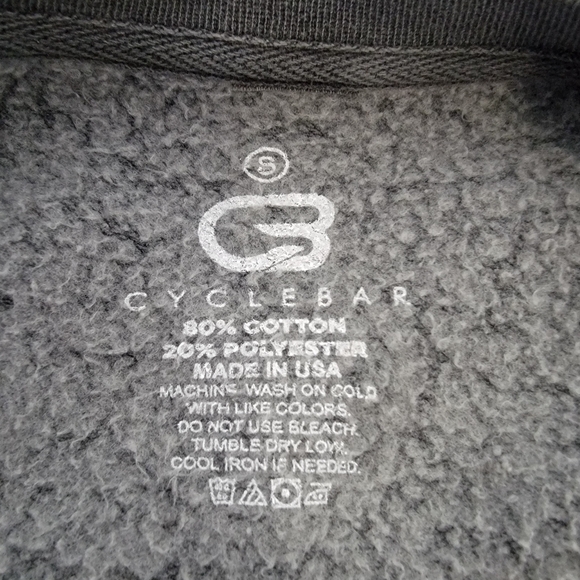 S
CB
CYCLEBAR
80% COTTON
20% POLYESTER
MADE IN USA
MACHINE WASH ON COLD
WITH LIKE COLORS.
DO NOT USE BLEACH.
TUMBLE DRY LOW.
COOL IRON IF NEEDED.